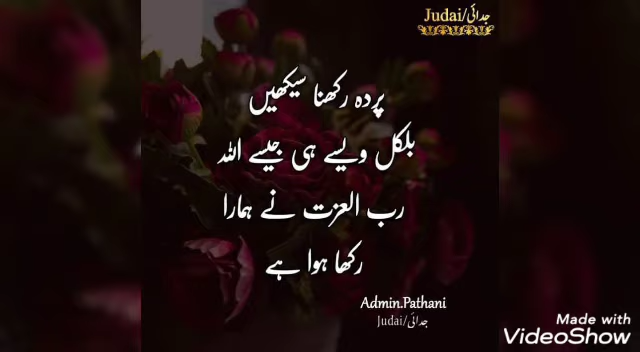 Judai/جدائی
پردہ رکھنا سیکھیں
بلکل ویسے ہی جیسے اللہ
رب العزت نے ہمارا
رکھا ہوا ہے
Admin.Pathani
Judai/جدائی
Made with
VideoShow